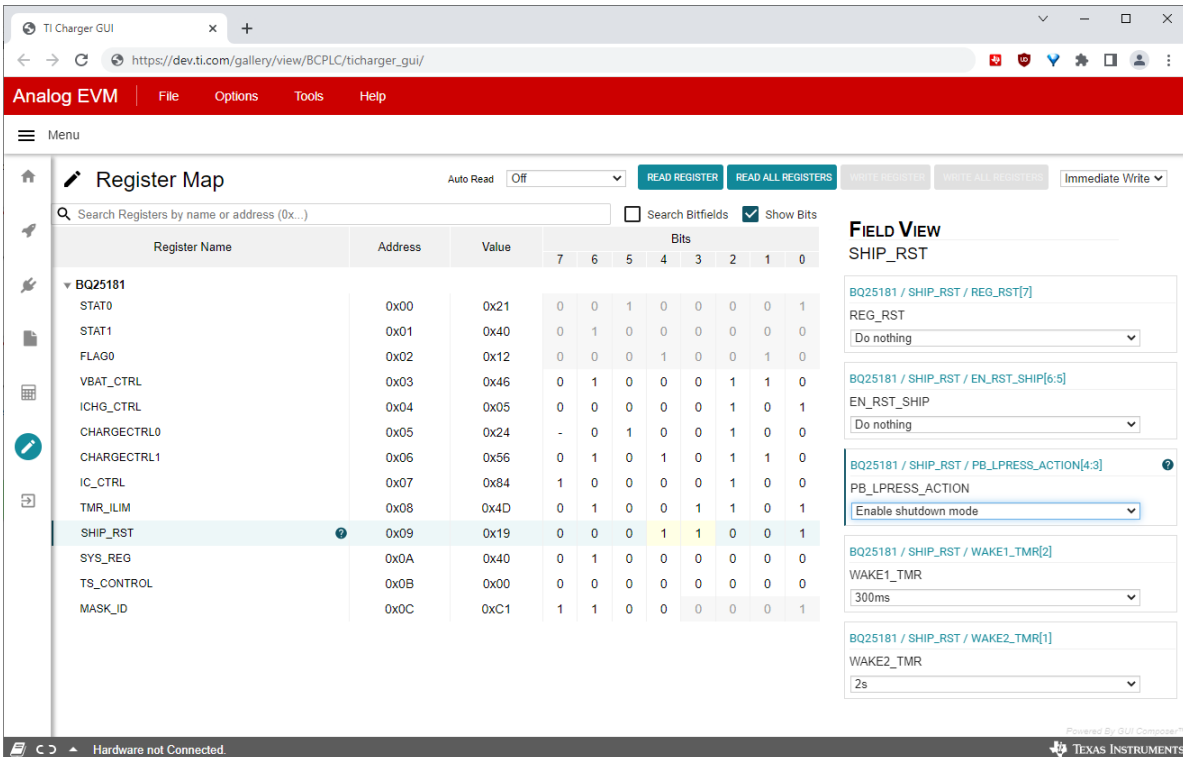 TI Charger GUI
https://dev.ti.com/gallery/view/BCPLC/ticharger_gui/
Analog EVM File Options Tools Help
Menu
Register Map Auto Read Off READ REGISTER READ ALL REGISTERS WRITE REGISTER WRITE ALL REGISTERS Immediate Write
Search Registers by name or address (0x...) Search Bitfields Show Bits
Register Name Address Value Bits
7 6 5 4 3 2 1 0
BQ25181
STAT0 0x00 0x21 0 0 1 0 0 0 0 1
STAT1 0x01 0x40 0 1 0 0 0 0 0 0
FLAG0 0x02 0x12 0 0 0 1 0 0 1 0
VBAT_CTRL 0x03 0x46 0 1 0 0 0 1 1 0
ICHG_CTRL 0x04 0x05 0 0 0 0 0 1 0 1
CHARGECTRL0 0x05 0x24 - 0 1 0 0 1 0 0
CHARGECTRL1 0x06 0x56 0 1 0 1 0 1 1 0
IC_CTRL 0x07 0x84 1 0 0 0 0 1 0 0
TMR_ILIM 0x08 0x4D 0 1 0 0 1 1 0 1
SHIP_RST 0x09 0x19 0 0 0 1 1 0 0 1
SYS_REG 0x0A 0x40 0 1 0 0 0 0 0 0
TS_CONTROL 0x0B 0x00 0 0 0 0 0 0 0 0
MASK_ID 0x0C 0xC1 1 1 0 0 0 0 0 1
FIELD VIEW
SHIP_RST
BQ25181 / SHIP_RST / REG_RST[7]
REG_RST
Do nothing
BQ25181 / SHIP_RST / EN_RST_SHIP[6:5]
EN_RST_SHIP
Do nothing
BQ25181 / SHIP_RST / PB_LPRESS_ACTION[4:3]
PB_LPRESS_ACTION
Enable shutdown mode
BQ25181 / SHIP_RST / WAKE1_TMR[2]
WAKE1_TMR
300ms
BQ25181 / SHIP_RST / WAKE2_TMR[1]
WAKE2_TMR
2s
Powered By GUI Composer™
Hardware not Connected.
TEXAS INSTRUMENTS